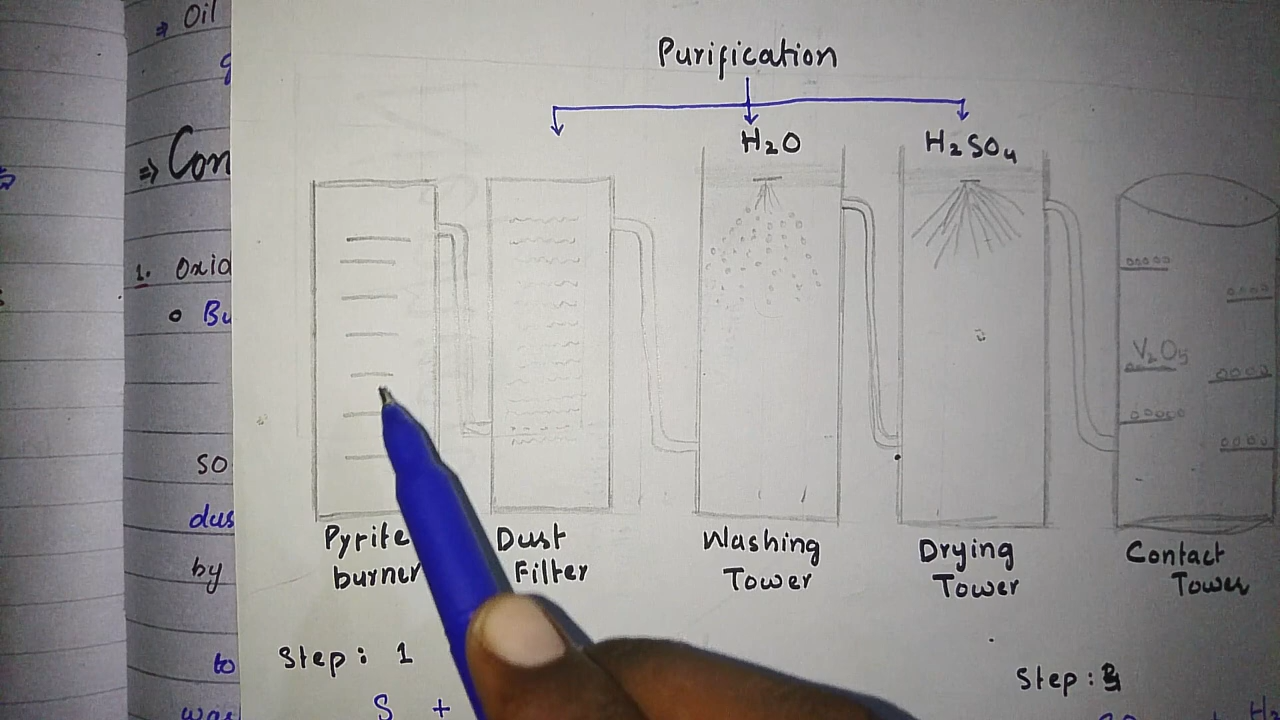 ⇒ Oil
⇒ Con
1. Oxid
• Bu
so
dus
by
to
was
Purification
H₂O
H₂SO₄
V₂O₅
Pyrite
burner
Dust
Filter
Washing
Tower
Drying
Tower
Contact
Tower
Step: 1
S +
Step: